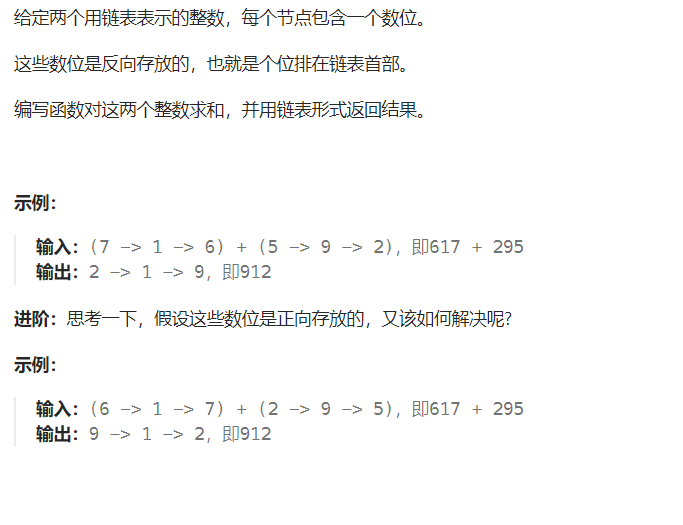 给定两个用链表表示的整数，每个节点包含一个数位。
这些数位是反向存放的，也就是个位排在链表首部。
编写函数对这两个整数求和，并用链表形式返回结果。
示例：
输入：(7 -> 1 -> 6) + (5 -> 9 -> 2)，即617 + 295
输出：2 -> 1 -> 9，即912
进阶：思考一下，假设这些数位是正向存放的，又该如何解决呢?
示例：
输入：(6 -> 1 -> 7) + (2 -> 9 -> 5)，即617 + 295
输出：9 -> 1 -> 2，即912